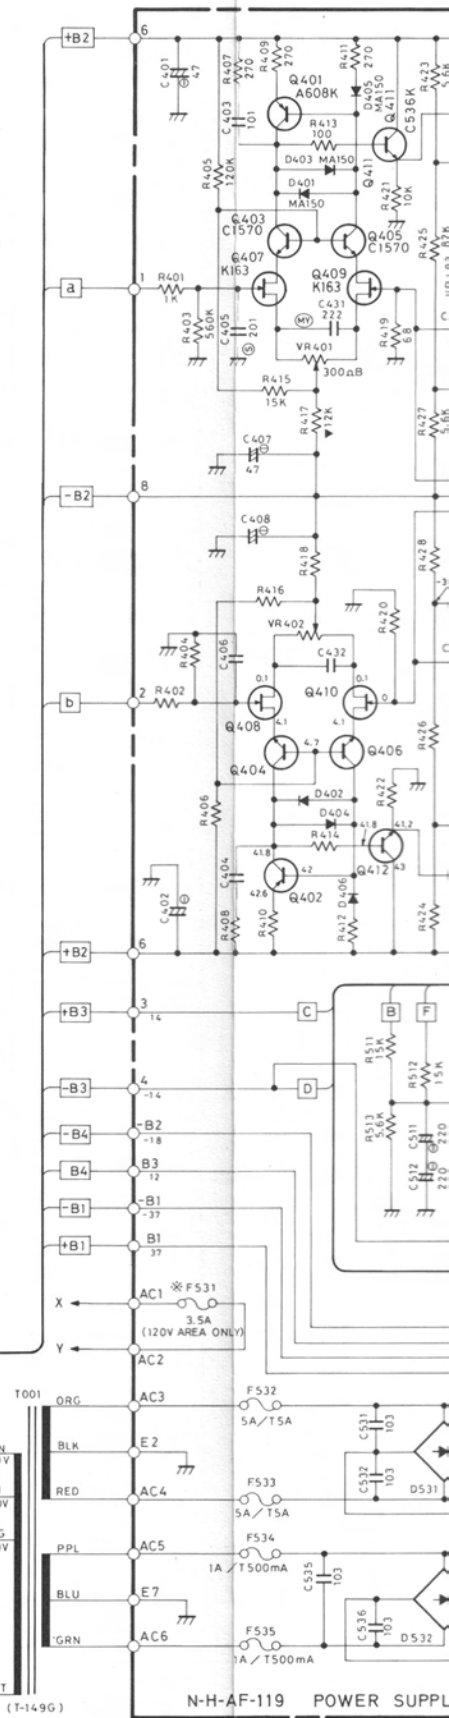 +B2
6
C401
47
R407
270
R409
270
Q401
A608K
R411
270
D405
MA150
Q411
C536K
R423
5.6K
C403
101
R413
100
R405
120K
D403 MA150
D401
MA150
Q411
R421
10K
Q403
C1570
Q405
C1570
R425
82K
Q407
K163
Q409
K163
a
1
R401
1K
R403
560K
C405
201
S
MY
C431
222
R419
68
VR401
300ΩB
R415
15K
R417
▼12K
R427
5.6K
C407
47
-B2
8
C408
R418
R428
R416
R420
VR402
R404
C406
C432
b
2
R402
0.1
Q410
0.1
0
Q408
4.1
4.1
R426
Q404
4.7
Q406
R406
D402
R422
D404
R414
41.8
41.2
41.8
C404
Q412
42
43
Q402
42.6
D406
C402
R408
R410
R412
R424
+B2
6
+B3
3
14
C
B
F
R511
15K
R512
15K
-B3
4
-14
D
R513
5.6K
C511
220
C512
220
-B4
-B2
-18
B4
B3
12
-B1
-B1
-37
+B1
B1
37
X
AC1
※F531
3.5A
(120V AREA ONLY)
Y
AC2
T001
ORG
AC3
F532
5A/T5A
C531
103
BLK
E2
C532
103
RED
AC4
F533
5A/T5A
D531
PPL
AC5
F534
1A/T500mA
C535
103
BLU
E7
C536
103
GRN
AC6
F535
1A/T500mA
D532
(T-149G)
N-H-AF-119 POWER SUPPL